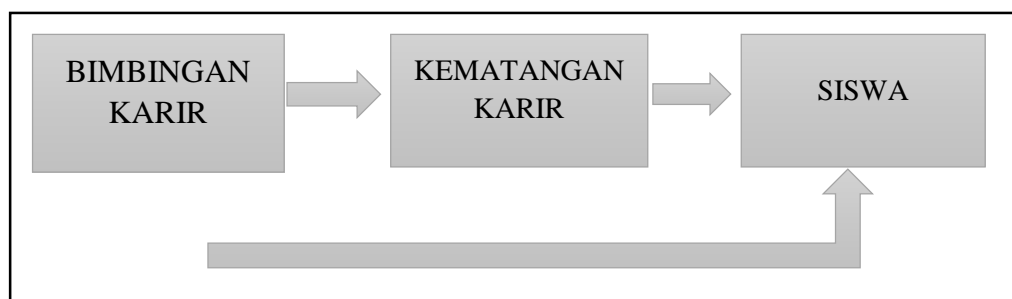 BIMBINGAN
KARIR
KEMATANGAN
KARIR
SISWA